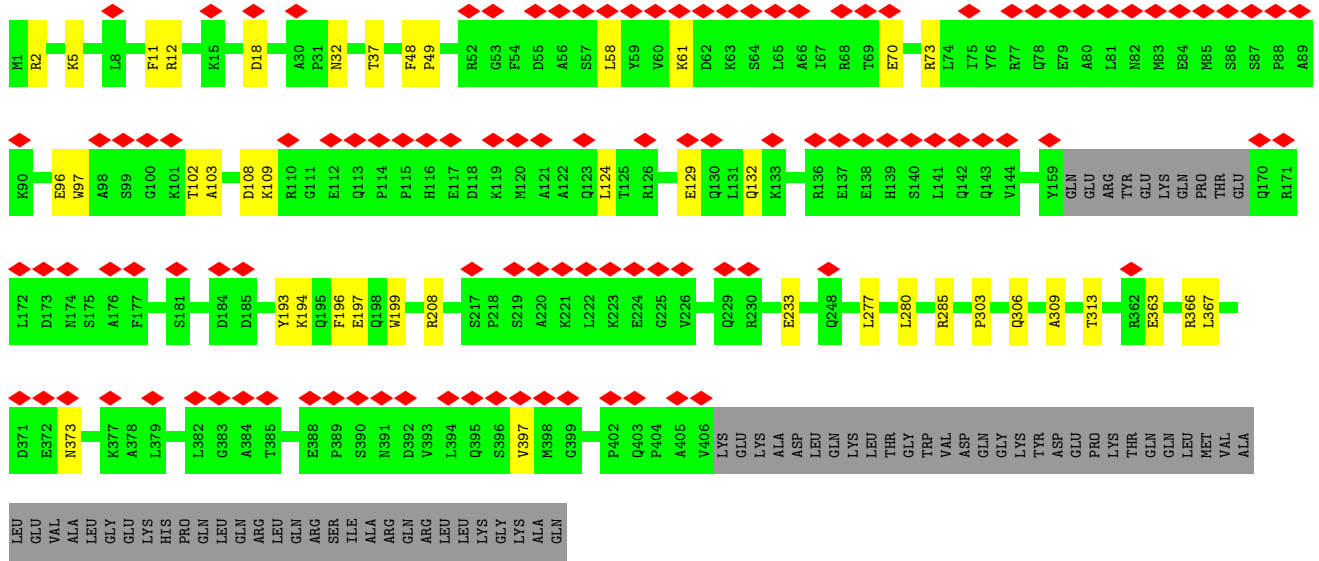 M1 R2 K5 L8 F11 R12 K15 D18 A30 P31 N32 T37 F48 P49 R52 G53 F54 D55 A56 S57 L58 Y59 V60 K61 D62 K63 S64 L65 A66 I67 R68 T69 E70 R73 L74 I75 Y76 R77 Q78 E79 A80 L81 N82 M83 E84 M85 S86 S87 P88 A89
K90 E96 W97 A98 S99 G100 K101 T102 A103 D108 K109 R110 G111 E112 Q113 P114 P115 H116 E117 D118 K119 M120 A121 A122 Q123 L124 T125 R126 E129 Q130 L131 Q132 K133 R136 E137 E138 H139 S140 L141 Q142 Q143 V144 Y159 GLN GLU ARG TYR GLU LYS GLN PRO THR GLU Q170 R171
L172 D173 N174 S175 A176 F177 S181 D184 D185 Y193 K194 Q195 F196 E197 Q198 W199 R208 S217 P218 S219 A220 K221 L222 K223 E224 G225 V226 Q229 R230 E233 Q248 L277 L280 R285 P303 Q306 A309 T313 R362 E363 R366 L367
D371 E372 N373 K377 A378 L379 L382 G383 A384 T385 E388 P389 S390 N391 D392 V393 L394 Q395 S396 V397 M398 G399 P402 Q403 P404 A405 V406 LYS GLU LYS ALA ASP LEU GLN LYS LEU THR GLY TRP VAL ASP GLN GLY LYS TYR ASP GLU PRO LYS THR GLN GLN LEU MET VAL ALA
LEU GLU VAL ALA LEU GLY GLU LYS HIS PRO GLN LEU GLN ARG LEU GLN ARG SER ILE ALA ARG GLN ARG LEU LEU LYS GLY LYS ALA GLN